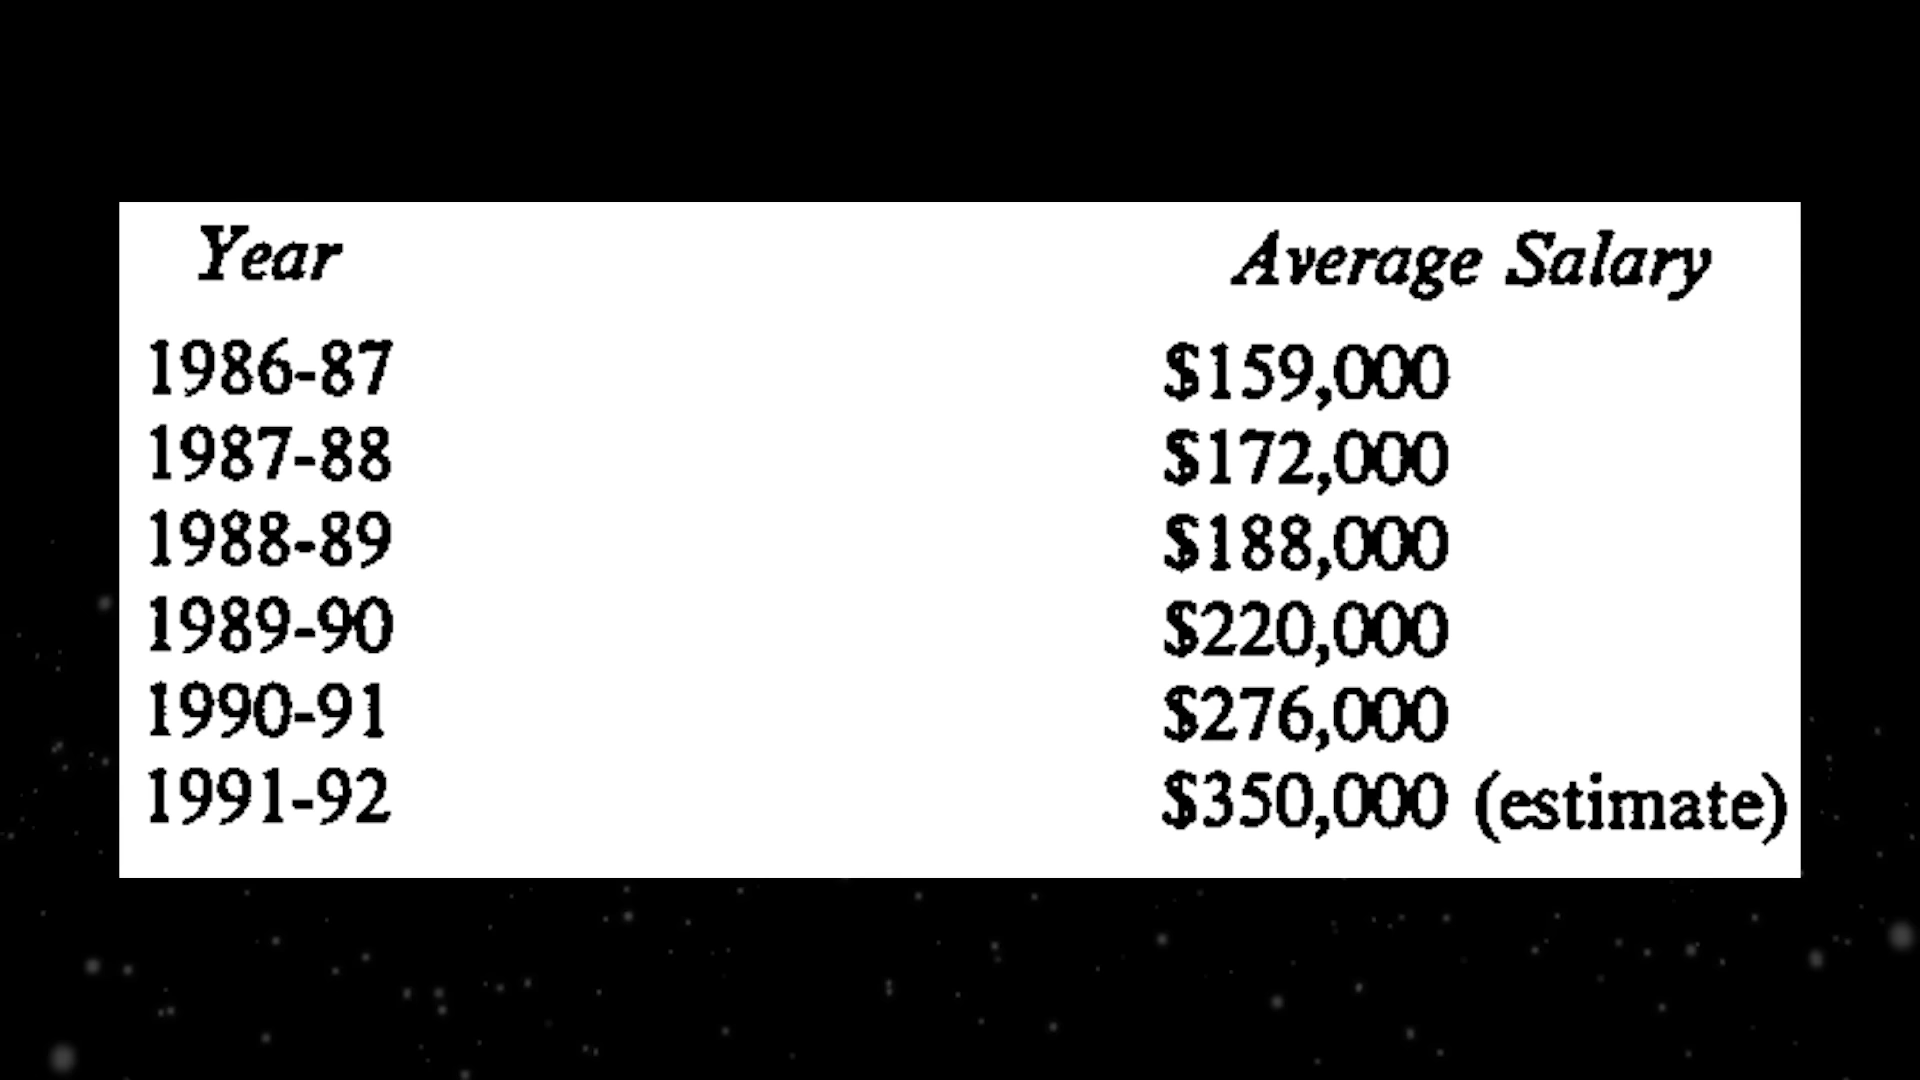 Year Average Salary
1986-87 $159,000
1987-88 $172,000
1988-89 $188,000
1989-90 $220,000
1990-91 $276,000
1991-92 $350,000 (estimate)